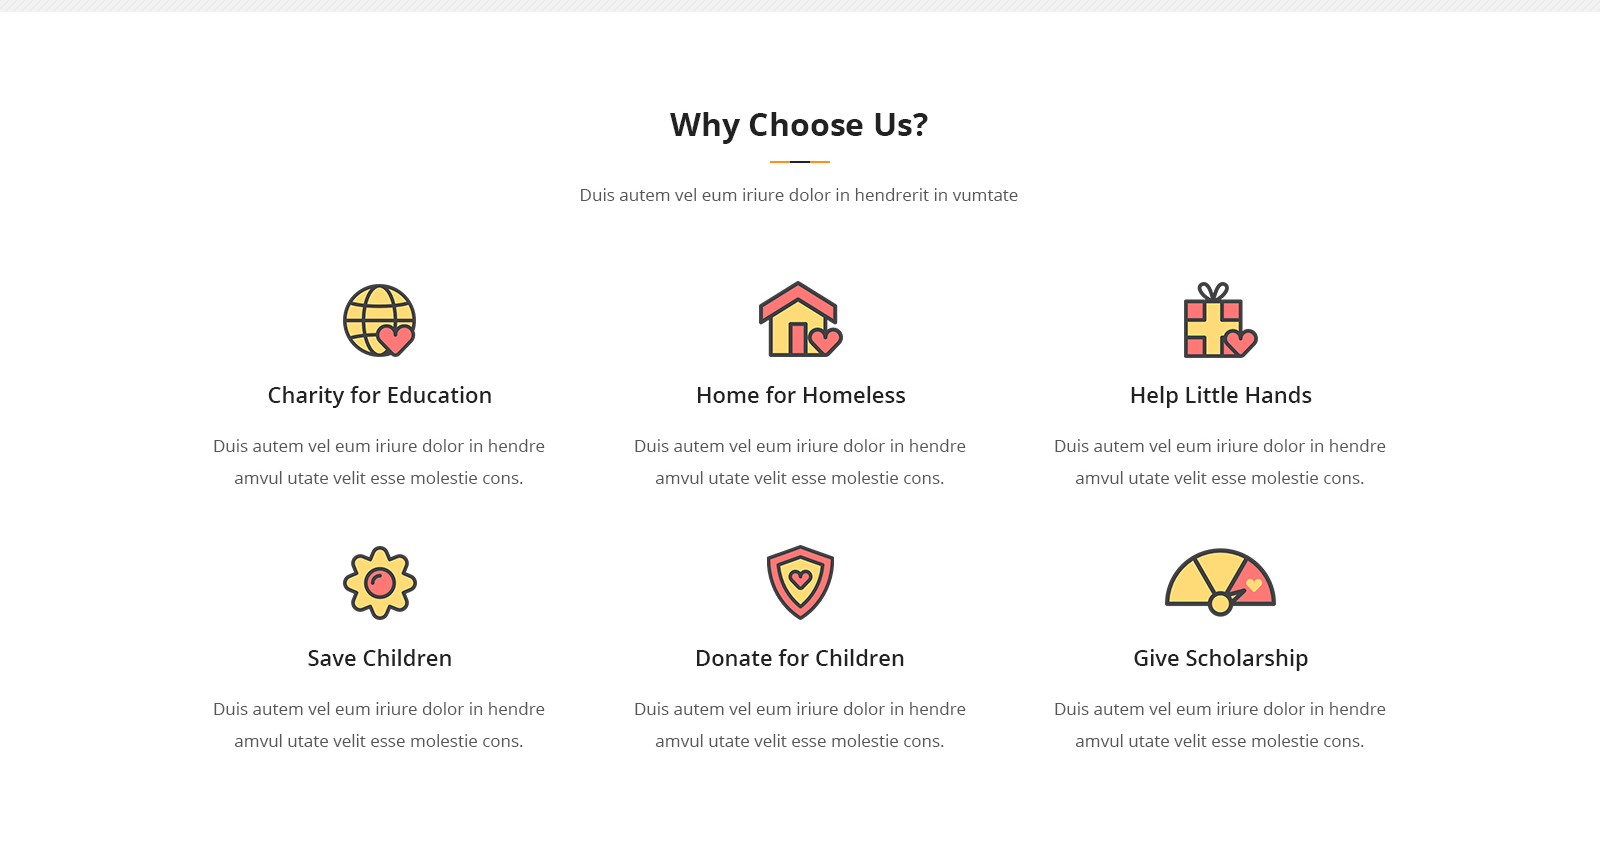 Why Choose Us?
Duis autem vel eum iriure dolor in hendrerit in vumtate
Charity for Education
Duis autem vel eum iriure dolor in hendre
amvul utate velit esse molestie cons.
Home for Homeless
Duis autem vel eum iriure dolor in hendre
amvul utate velit esse molestie cons.
Help Little Hands
Duis autem vel eum iriure dolor in hendre
amvul utate velit esse molestie cons.
Save Children
Duis autem vel eum iriure dolor in hendre
amvul utate velit esse molestie cons.
Donate for Children
Duis autem vel eum iriure dolor in hendre
amvul utate velit esse molestie cons.
Give Scholarship
Duis autem vel eum iriure dolor in hendre
amvul utate velit esse molestie cons.